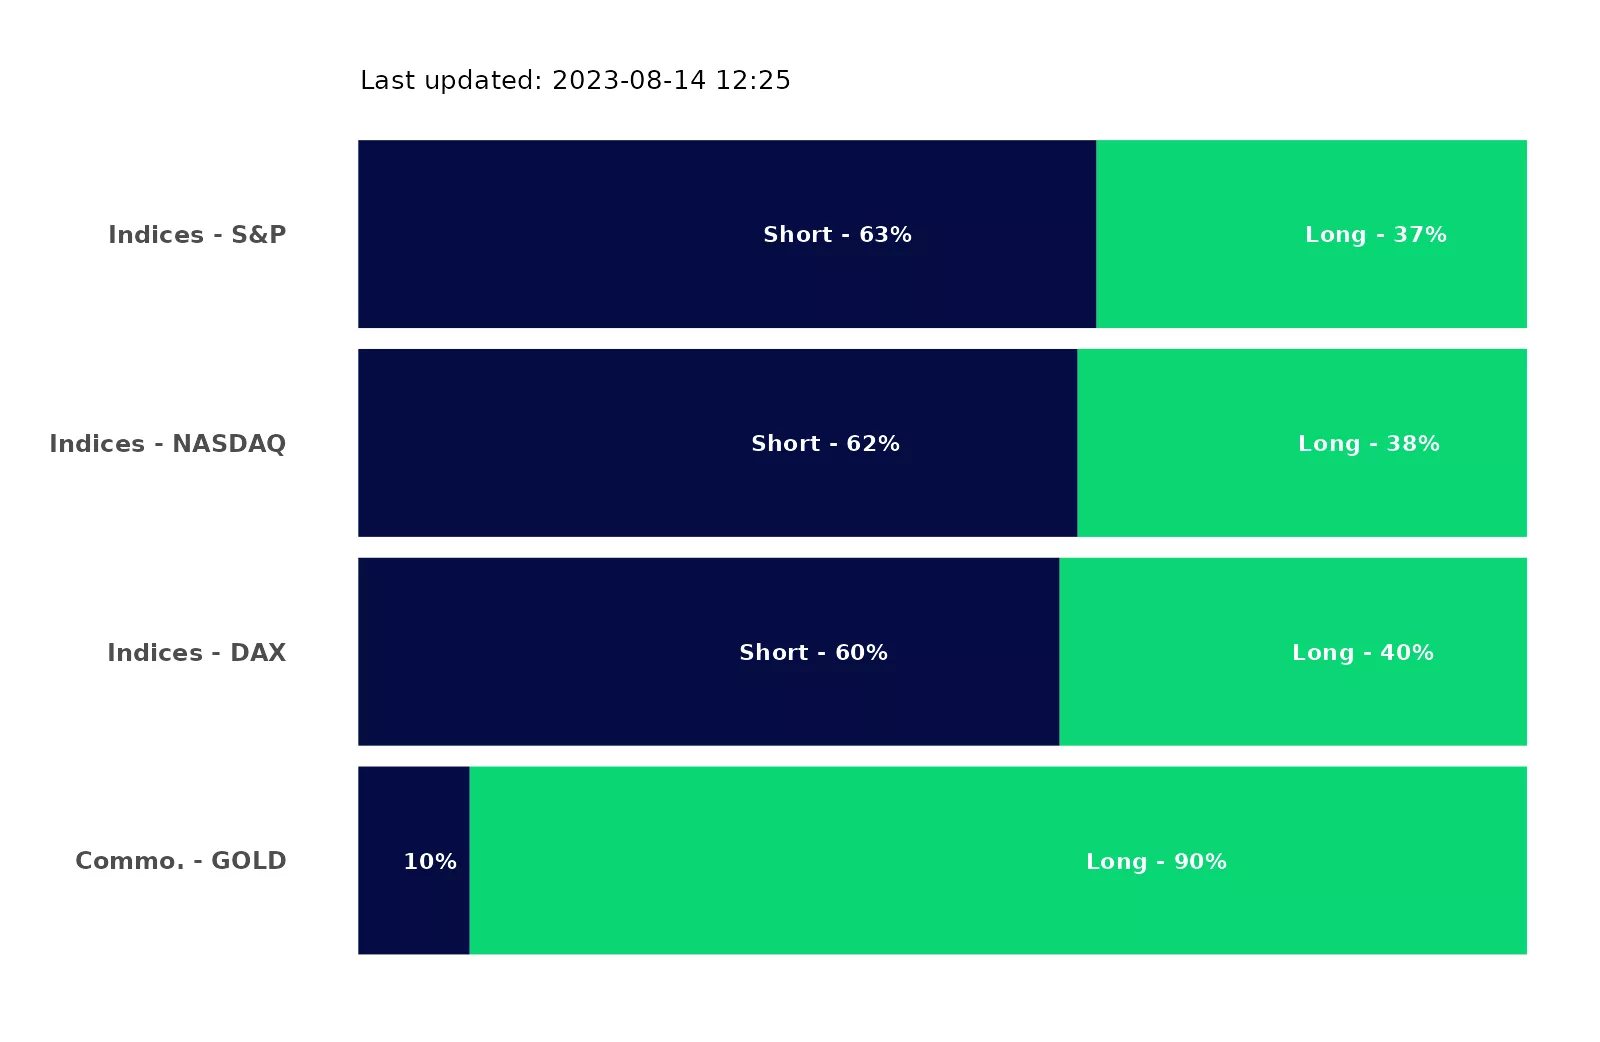 Last updated: 2023-08-14 12:25
Indices - S&P Short - 63% Long - 37%
Indices - NASDAQ Short - 62% Long - 38%
Indices - DAX Short - 60% Long - 40%
Commo. - GOLD 10% Long - 90%